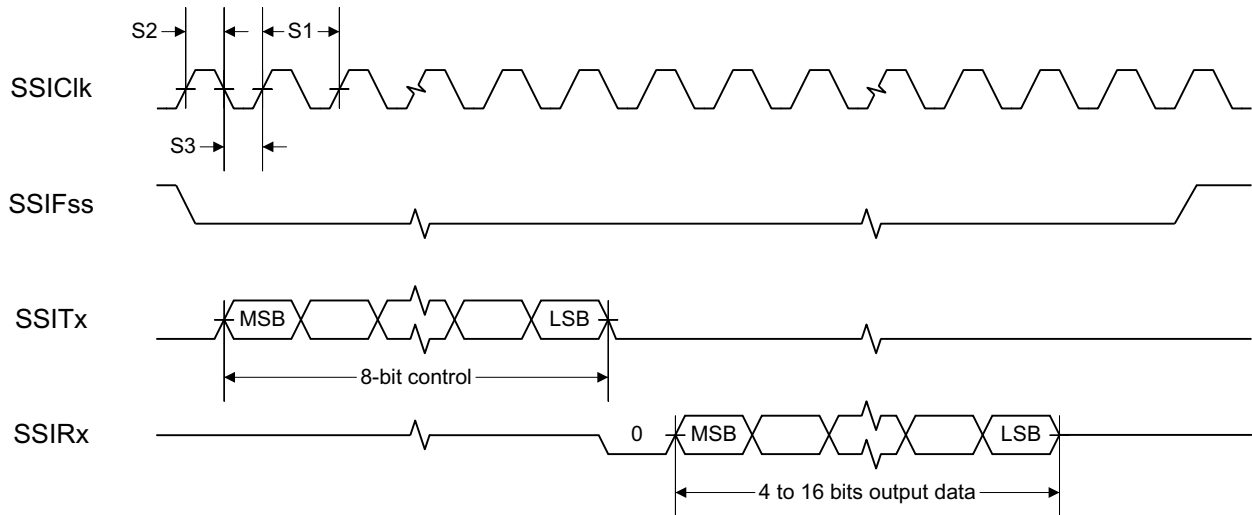 S2
S1
SSIClk
S3
SSIFss
SSITx
MSB
LSB
8-bit control
SSIRx
0
MSB
LSB
4 to 16 bits output data